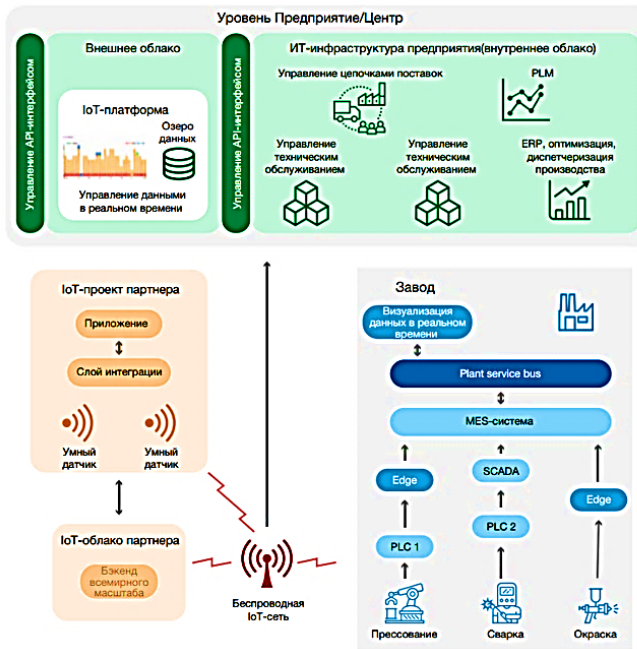 Уровень Предприятие/Центр
Управление API-интерфейсом
Внешнее облако
IoT-платформа
Озеро
данных
Управление данными
в реальном времени
Управление API-интерфейсом
ИТ-инфраструктура предприятия(внутреннее облако)
Управление цепочками поставок
PLM
Управление
техническим
обслуживанием
Управление
техническим
обслуживанием
ERP, оптимизация,
диспетчеризация
производства
IoT-проект партнера
Приложение
Слой интеграции
Умный
датчик
Умный
датчик
IoT-облако партнера
Бэкенд
всемирного
масштаба
Беспроводная
IoT-сеть
Завод
Визуализация
данных в реальном
времени
Plant service bus
MES-система
Edge
SCADA
Edge
PLC 1
PLC 2
Прессование
Сварка
Окраска